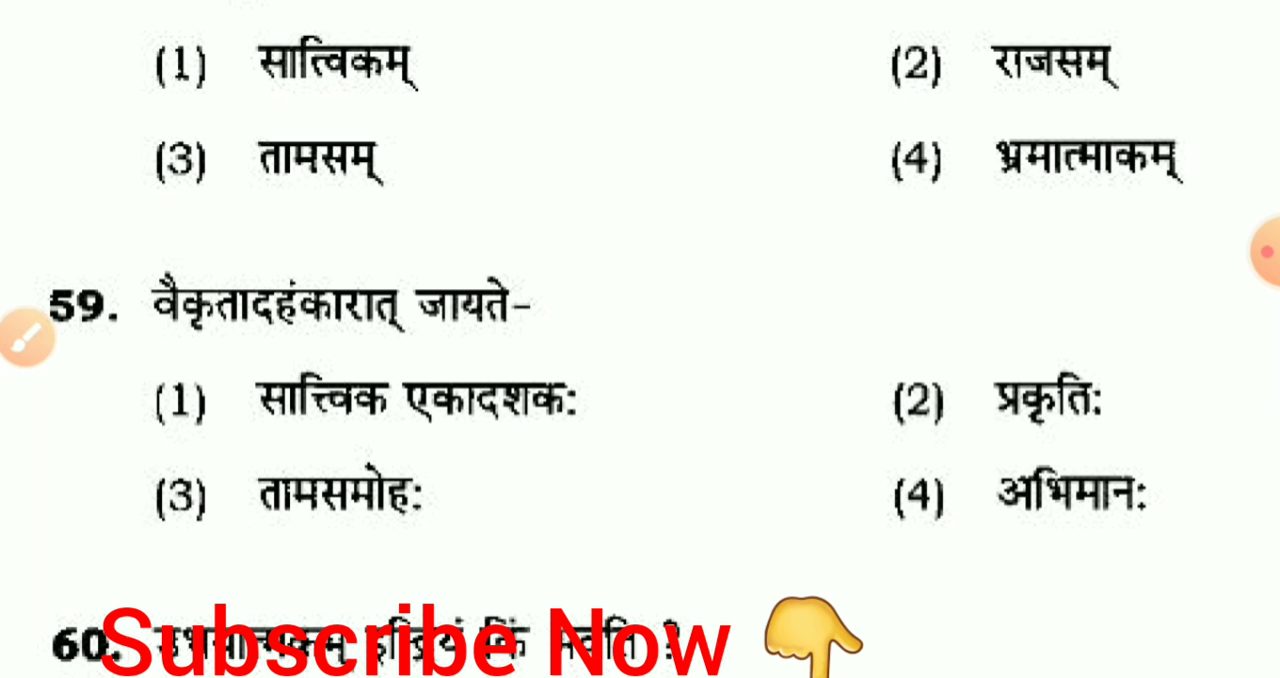 (1) सात्विकम् (2) राजसम्
(3) तामसम् (4) भ्रमात्माकम्
59. वैकृतादहंकारात् जायते-
(1) सात्त्विक एकादशकः (2) प्रकृतिः
(3) तामसमोहः (4) अभिमानः
60. ?
Subscribe Now